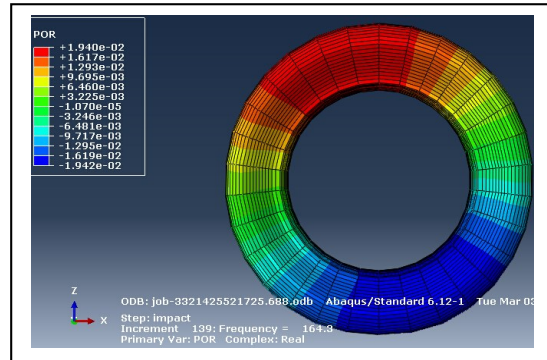 POR
+1.940e-02
+1.617e-02
+1.293e-02
+9.695e-03
+6.460e-03
+3.225e-03
-1.070e-05
-3.246e-03
-6.481e-03
-9.717e-03
-1.295e-02
-1.619e-02
-1.942e-02
Z
X
ODB: job-3321425521725.688.odb Abaqus/Standard 6.12-1 Tue Mar 03
Step: impact
Increment 139: Frequency = 164.3
Primary Var: POR Complex: Real